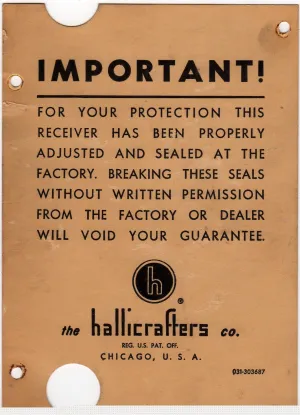 IMPORTANT!
FOR YOUR PROTECTION THIS
RECEIVER HAS BEEN PROPERLY
ADJUSTED AND SEALED AT THE
FACTORY. BREAKING THESE SEALS
WITHOUT WRITTEN PERMISSION
FROM THE FACTORY OR DEALER
WILL VOID YOUR GUARANTEE.
h
®
the hallicrafters co.
REG. U.S. PAT. OFF.
CHICAGO, U. S. A.
031-303687